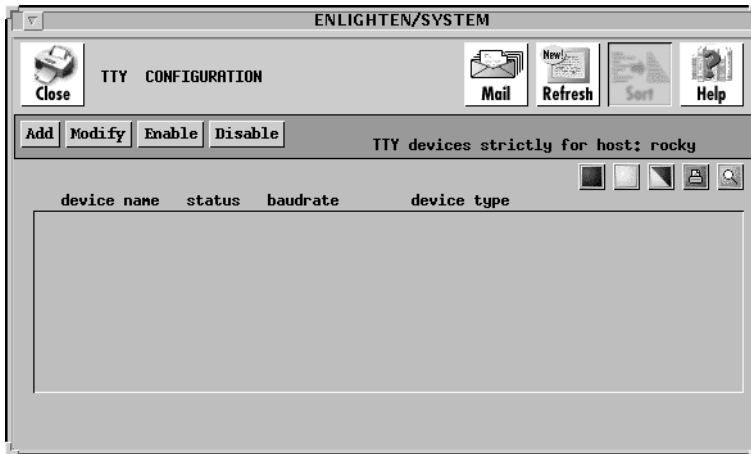 ENLIGHTEN/SYSTEM
Close
TTY CONFIGURATION
Mail
New!
Refresh
Sort
Help
Add Modify Enable Disable
TTY devices strictly for host: rocky
device name status baudrate device type